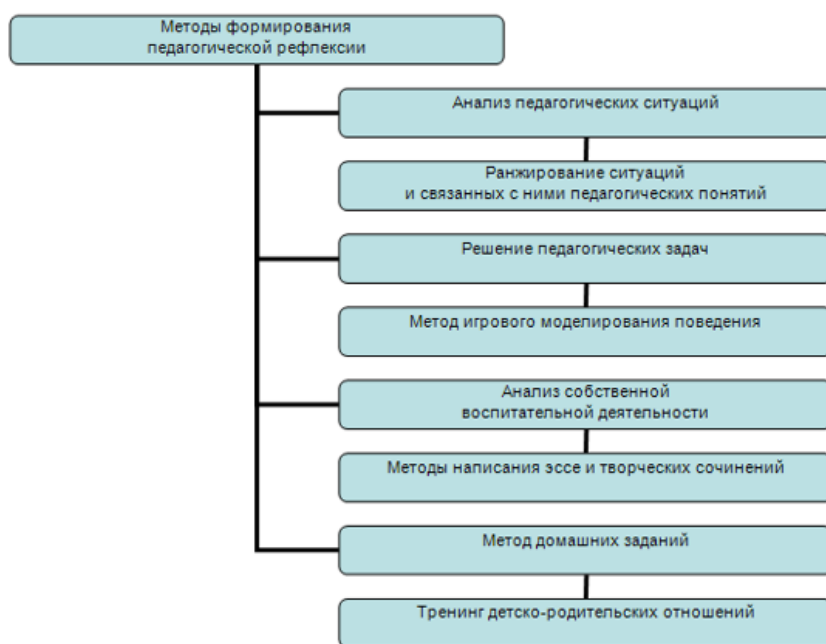 Методы формирования
педагогической рефлексии
Анализ педагогических ситуаций
Ранжирование ситуаций
и связанных с ними педагогических понятий
Решение педагогических задач
Метод игрового моделирования поведения
Анализ собственной
воспитательной деятельности
Методы написания эссе и творческих сочинений
Метод домашних заданий
Тренинг детско-родительских отношений